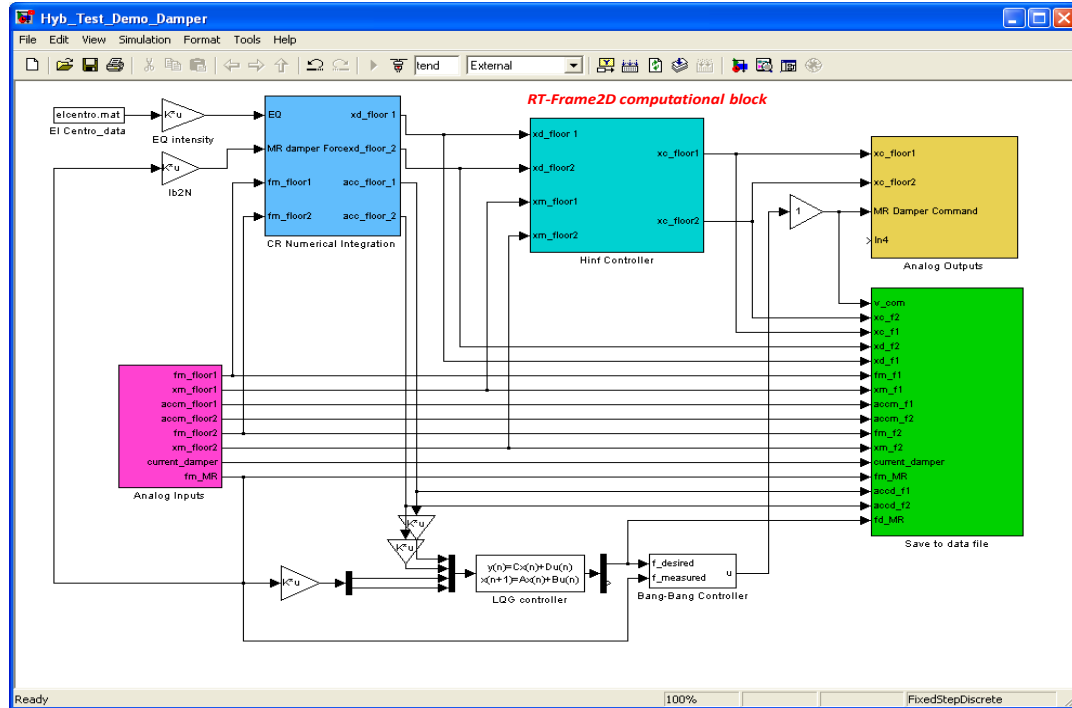 Hyb_Test_Demo_Damper
File Edit View Simulation Format Tools Help
tend External
RT-Frame2D computational block
elcentro.mat
El Centro_data
K*u
EQ intensity
K*u
lb2N
EQ
MR damper Force
fm_floor1
fm_floor2
xd_floor 1
xd_floor_2
acc_floor_1
acc_floor_2
CR Numerical Integration
xd_floor 1
xd_floor2
xm_floor1
xm_floor2
xc_floor1
xc_floor2
Hinf Controller
xc_floor1
xc_floor2
MR Damper Command
In4
Analog Outputs
1
v_com
xc_f2
xc_f1
xd_f2
xd_f1
fm_f1
xm_f1
accm_f1
accm_f2
fm_f2
xm_f2
current_damper
fm_MR
accd_f1
accd_f2
fd_MR
Save to data file
fm_floor1
xm_floor1
accm_floor1
accm_floor2
fm_floor2
xm_floor2
current_damper
fm_MR
Analog Inputs
K*u
K*u
K*u
y(n)=Cx(n)+Du(n)
x(n+1)=Ax(n)+Bu(n)
LQG controller
f_desired
f_measured
u
Bang-Bang Controller
Ready 100% FixedStepDiscrete